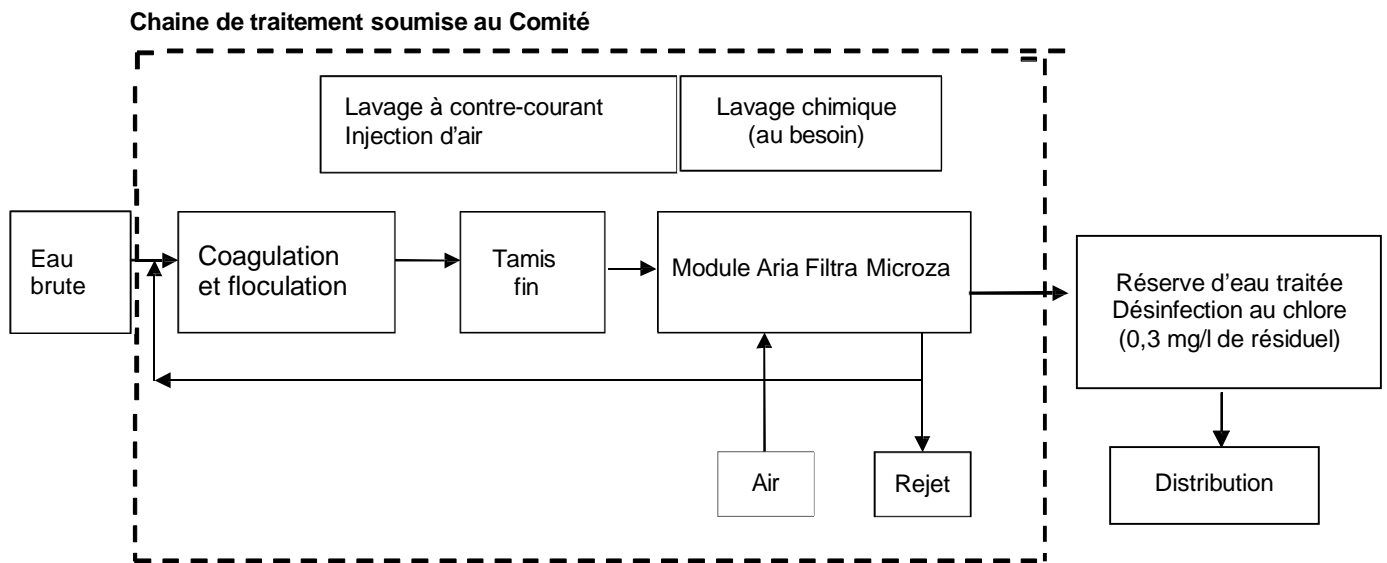 Chaine de traitement soumise au Comité
Lavage à contre-courant
Injection d'air
Lavage chimique
(au besoin)
Eau
brute
Coagulation
et floculation
Tamis
fin
Module Aria Filtra Microza
Réserve d'eau traitée
Désinfection au chlore
(0,3 mg/l de résiduel)
Air
Rejet
Distribution